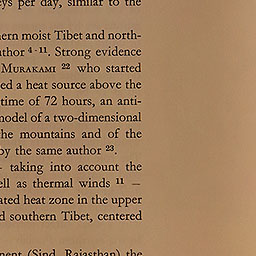 ys per day, similar to the
ern moist Tibet and north-
thor 4-11. Strong evidence
MURAKAMI 22 who started
ed a heat source above the
time of 72 hours, an anti-
model of a two-dimensional
he mountains and of the
by the same author 23.
- taking into account the
ell as thermal winds 11 —
ated heat zone in the upper
d southern Tibet, centered
nent (Sind, Rajasthan) the